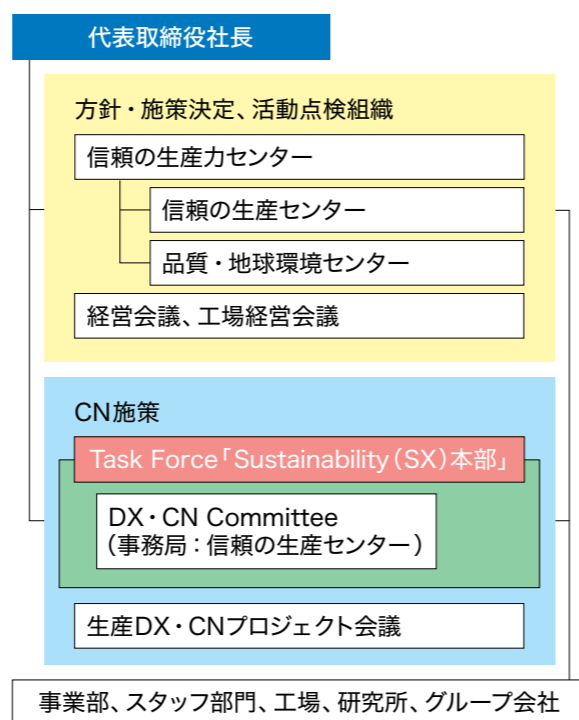 代表取締役社長
方針・施策決定、活動点検組織
信頼の生産力センター
信頼の生産センター
品質・地球環境センター
経営会議、工場経営会議
CN施策
Task Force「Sustainability(SX)本部」
DX・CN Committee
(事務局:信頼の生産センター)
生産DX・CNプロジェクト会議
事業部、スタッフ部門、工場、研究所、グループ会社